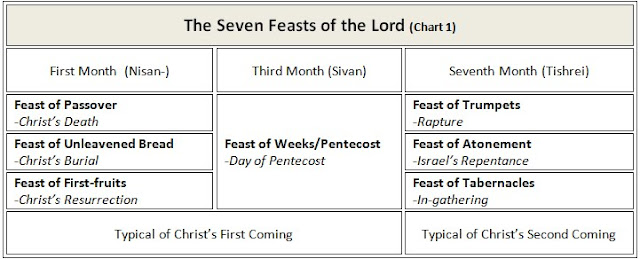 The Seven Feasts of the Lord (Chart 1)
First Month (Nisan-)
Third Month (Sivan)
Seventh Month (Tishrei)
Feast of Passover
-Christ's Death
Feast of Unleavened Bread
-Christ's Burial
Feast of First-fruits
-Christ's Resurrection
Feast of Weeks/Pentecost
-Day of Pentecost
Feast of Trumpets
-Rapture
Feast of Atonement
-Israel's Repentance
Feast of Tabernacles
-In-gathering
Typical of Christ's First Coming
Typical of Christ's Second Coming